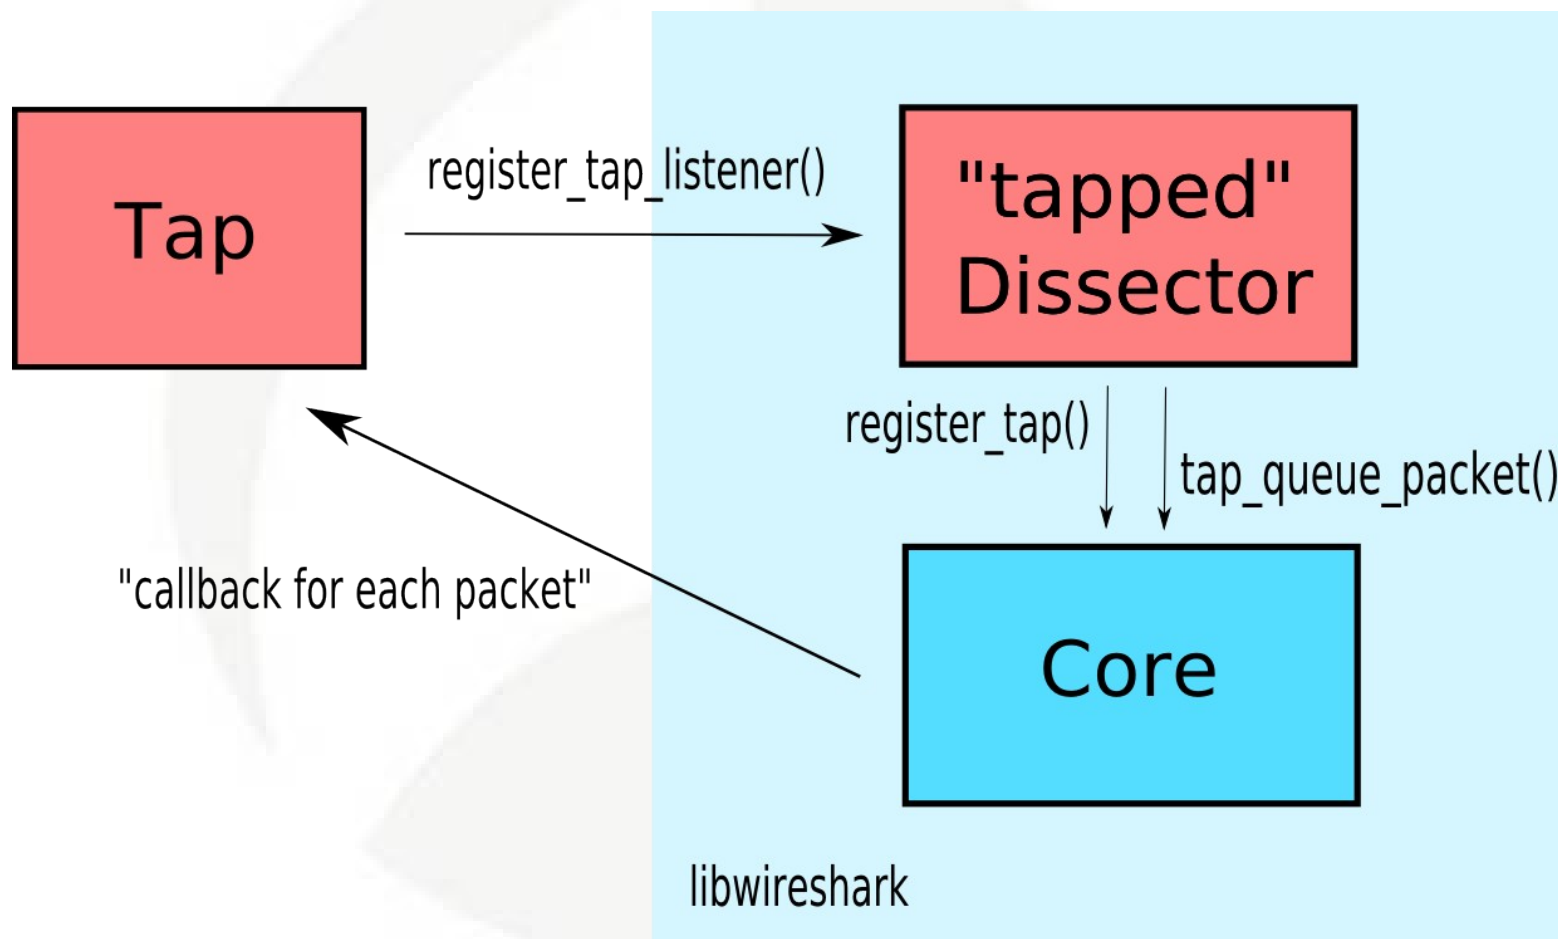 Tap
register_tap_listener()
"tapped"
Dissector
register_tap()
tap_queue_packet()
"callback for each packet"
Core
libwireshark